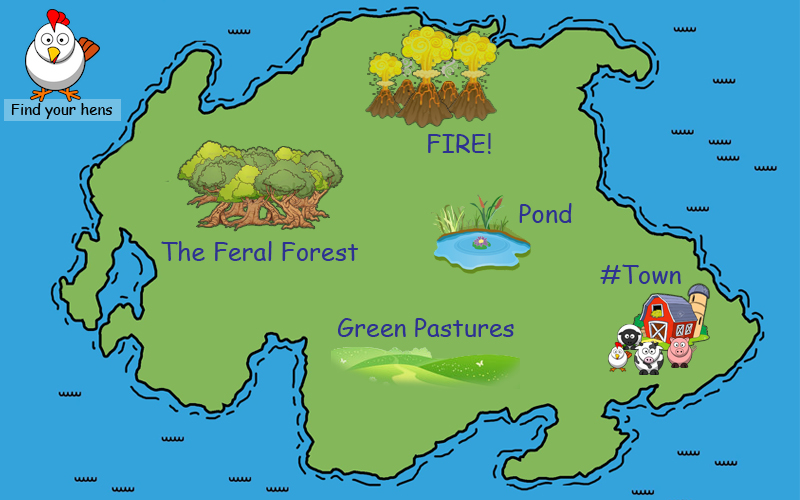 Find your hens
FIRE!
Pond
The Feral Forest
#Town
Green Pastures